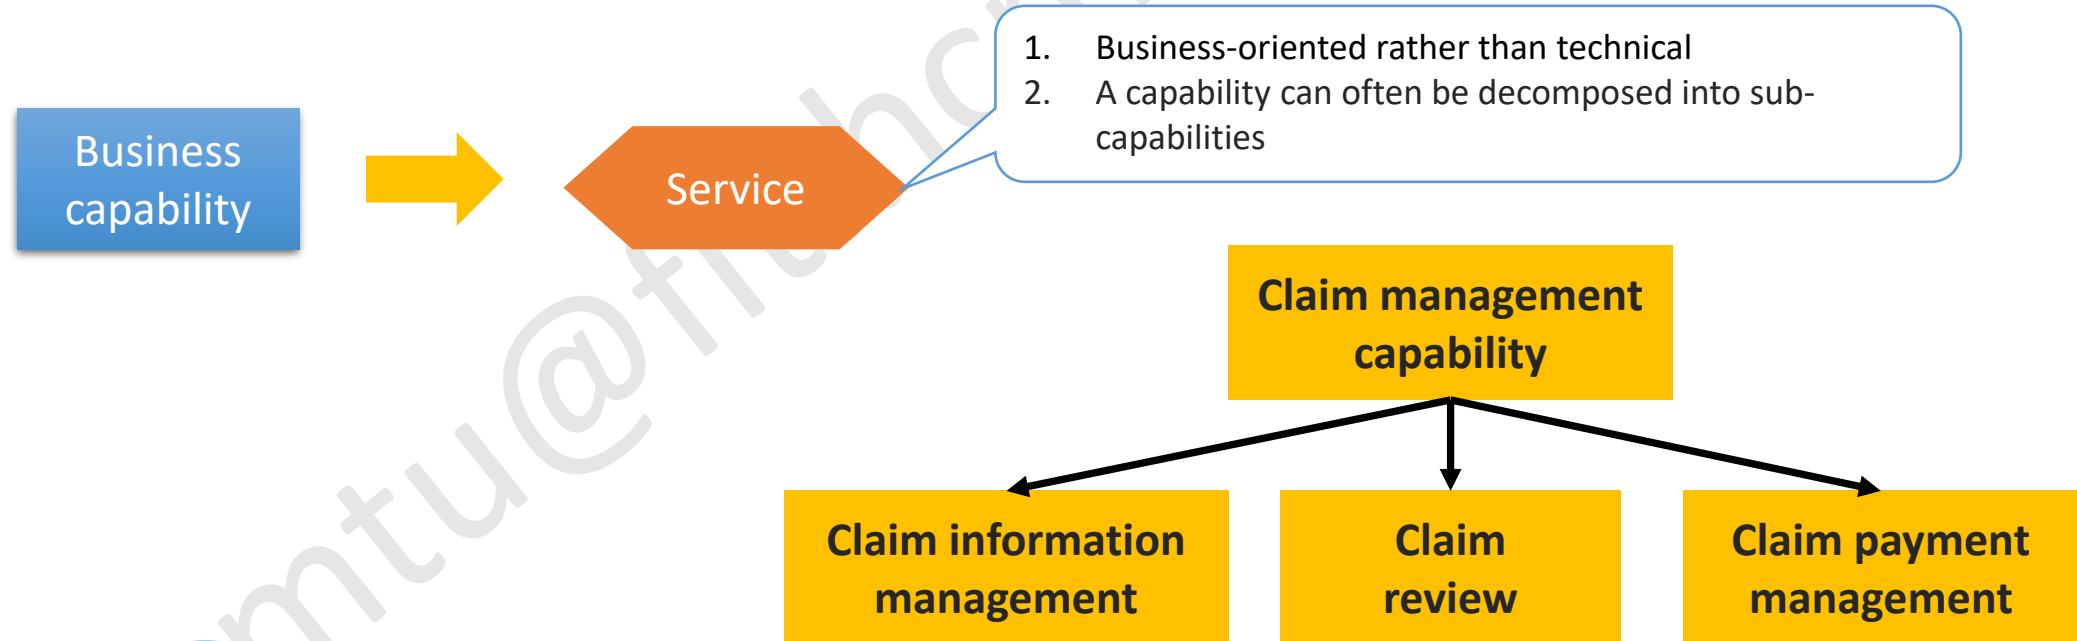 1. Business-oriented rather than technical
2. A capability can often be decomposed into sub-
capabilities
Business
capability
Service
Claim management
capability
Claim information
management
Claim
review
Claim payment
management